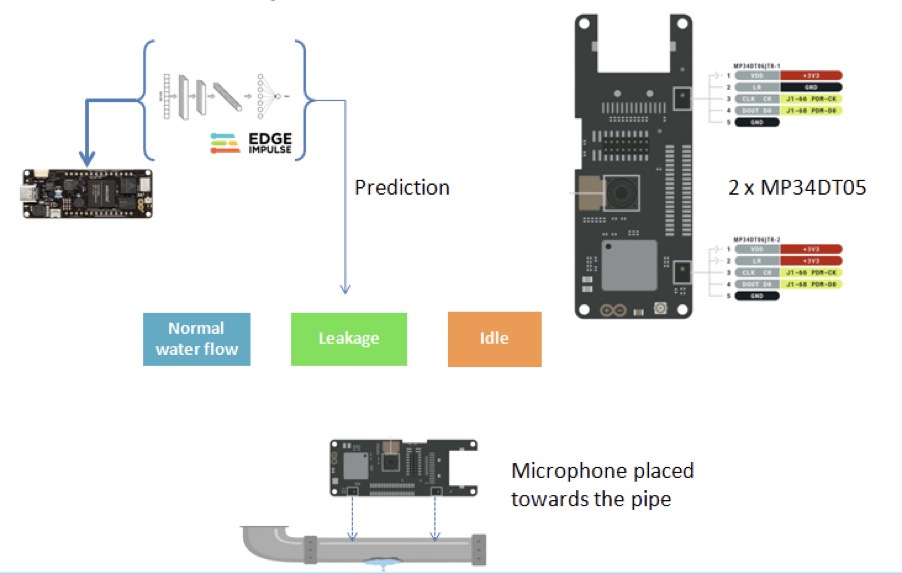 EDGE
IMPULSE
Prediction
Normal
water flow
Leakage
Idle
MP34DT06JTR-1
1 VDD +3V3
2 LR GND
3 CLK CK J1-66 PDM-CK
4 DOUT D0 J1-68 PDM-D0
5 GND
2 x MP34DT05
MP34DT06JTR-2
1 VDD +3V3
2 LR +3V3
3 CLK CK J1-66 PDM-CK
4 DOUT D0 J1-68 PDM-D0
5 GND
Microphone placed
towards the pipe